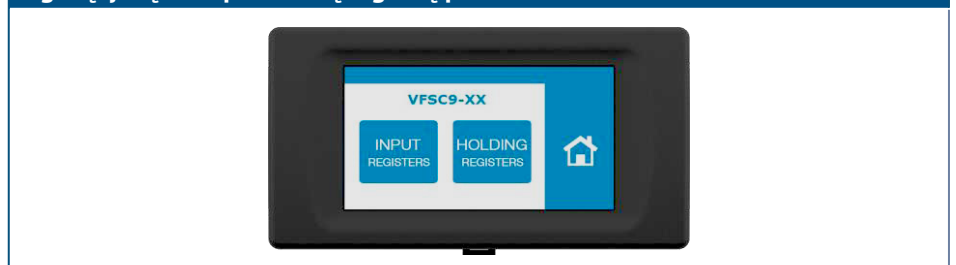 VFSC9-XX
INPUT
REGISTERS
HOLDING
REGISTERS